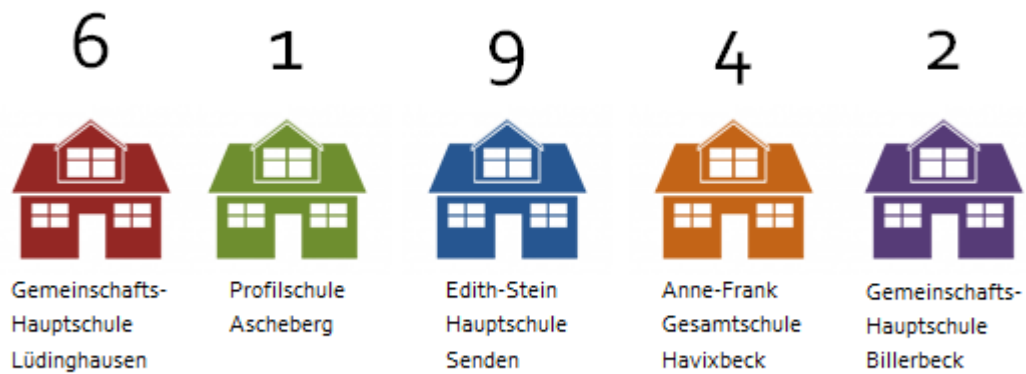 6 1 9 4 2
Gemeinschafts-
Hauptschule
Lüdinghausen
Profilschule
Ascheberg
Edith-Stein
Hauptschule
Senden
Anne-Frank
Gesamtschule
Havixbeck
Gemeinschafts-
Hauptschule
Billerbeck